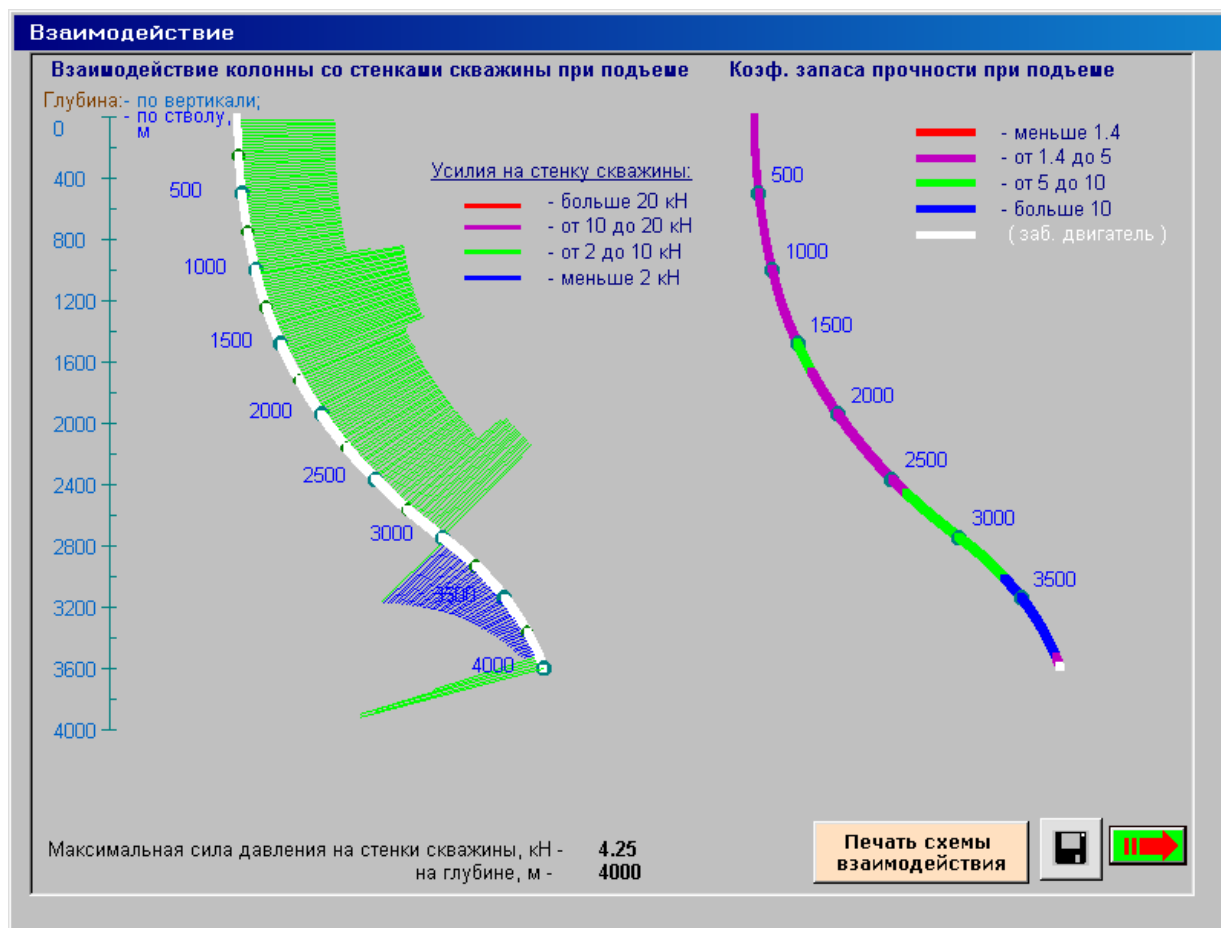 Взаимодействие
Взаимодействие колонны со стенками скважины при подъеме
Коэф. запаса прочности при подъеме
Глубина:- по вертикали;
- по стволу,
м
0
400
800
1200
1600
2000
2400
2800
3200
3600
4000
500
1000
1500
2000
2500
3000
3500
4000
Усилия на стенку скважины:
- больше 20 кН
- от 10 до 20 кН
- от 2 до 10 кН
- меньше 2 кН
500
1000
1500
2000
2500
3000
3500
- меньше 1.4
- от 1.4 до 5
- от 5 до 10
- больше 10
( заб. двигатель )
Максимальная сила давления на стенки скважины, кН - 4.25
на глубине, м - 4000
Печать схемы
взаимодействия